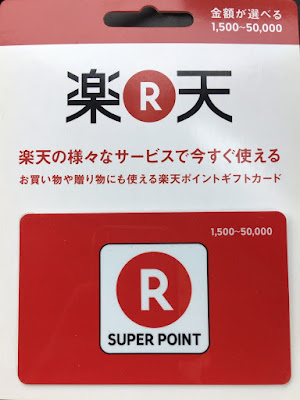 金額が選べる
1,500~50,000
楽R天
楽天の様々なサービスで今すぐ使える
お買い物や贈り物にも使える楽天ポイントギフトカード
1,500~50,000
R
SUPER POINT